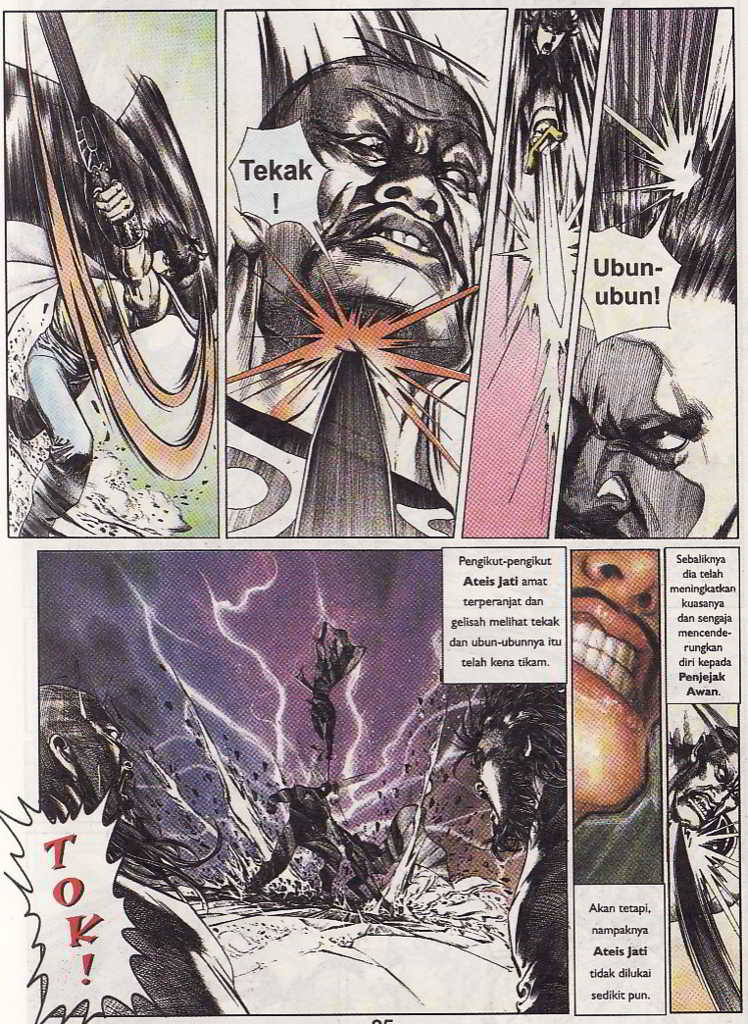 Tekak
!
Ubun-
ubun!
Pengikut-pengikut
Ateis Jati amat
terperanjat dan
gelisah melihat tekak
dan ubun-ubunnya itu
telah kena tikam.
TOK!
Akan tetapi,
nampaknya
Ateis Jati
tidak dilukai
sedikit pun.
Sebaliknya
dia telah
meningkatkan
kuasanya
dan sengaja
mencende-
rungkan
diri kepada
Penjejak
Awan.